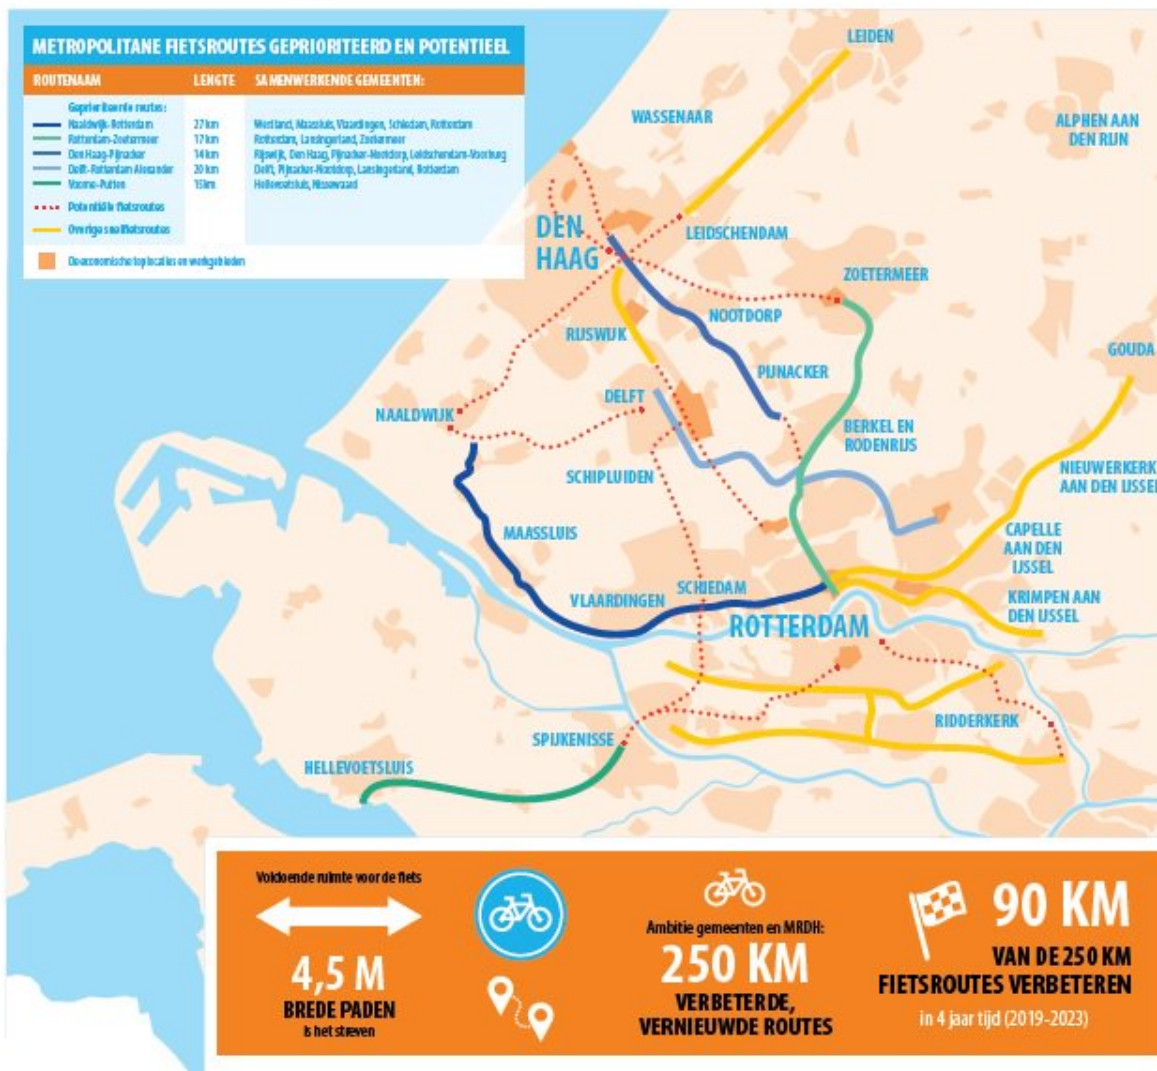 METROPOLITANE FIETSROUTES GEPRIORITEERD EN POTENTIEEL
ROUTENAAM LENGTE SAMENWERKENDE GEMEENTEN:
Geprioriteerde routes:
Naaldwijk-Rotterdam 27 km Westland, Maassluis, Vlaardingen, Schiedam, Rotterdam
Rotterdam-Zoetermeer 17 km Rotterdam, Lansingerland, Zoetermeer
Den Haag-Pijnacker 14 km Rijswijk, Den Haag, Pijnacker-Nootdorp, Leidschendam-Voorburg
Delft-Rotterdam Alexander 20 km Delft, Pijnacker-Nootdorp, Lansingerland, Rotterdam
Voorne-Putten 15km Hellevoetsluis, Nissewaard
Potentiële fietsroutes
Overige snelfietsroutes
De economische toplocaties en werkgebieden
LEIDEN
WASSENAAR
ALPHEN AAN
DEN RIJN
DEN
HAAG
LEIDSCHENDAM
ZOETERMEER
NOOTDORP
RIJSWIJK
GOUDA
PIJNACKER
DELFT
NAALDWIJK
BERKEL EN
RODENRIJS
SCHIPLUIDEN
NIEUWERKERK
AAN DEN IJSSEL
MAASSLUIS
CAPELLE
AAN DEN
IJSSEL
SCHIEDAM
VLAARDINGEN
KRIMPEN AAN
DEN IJSSEL
ROTTERDAM
RIDDERKERK
SPIJKENISSE
HELLEVOETSLUIS
Voldoende ruimte voor de fiets
4,5 M
BREDE PADEN
is het streven
Ambitie gemeenten en MRDH:
250 KM
VERBETERDE,
VERNIEUWDE ROUTES
90 KM
VAN DE 250 KM
FIETSROUTES VERBETEREN
in 4 jaar tijd (2019-2023)